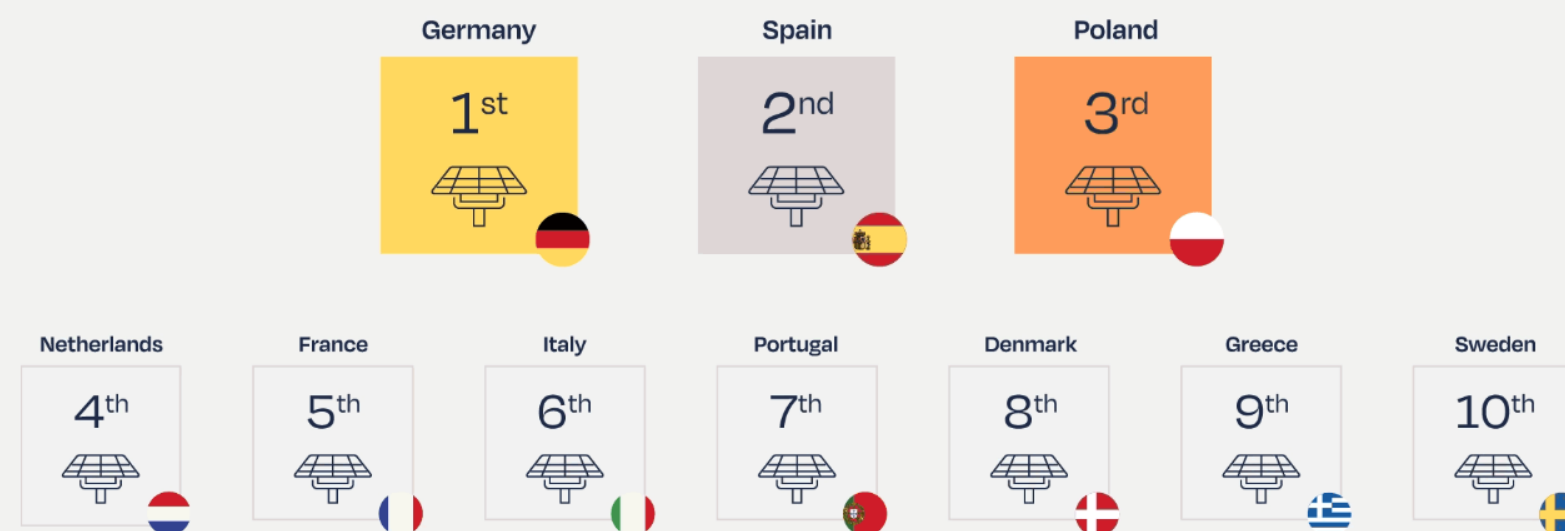 Germany
Spain
Poland
1st
2nd
3rd
Netherlands
France
Italy
Portugal
Denmark
Greece
Sweden
4th
5th
6th
7th
8th
9th
10th